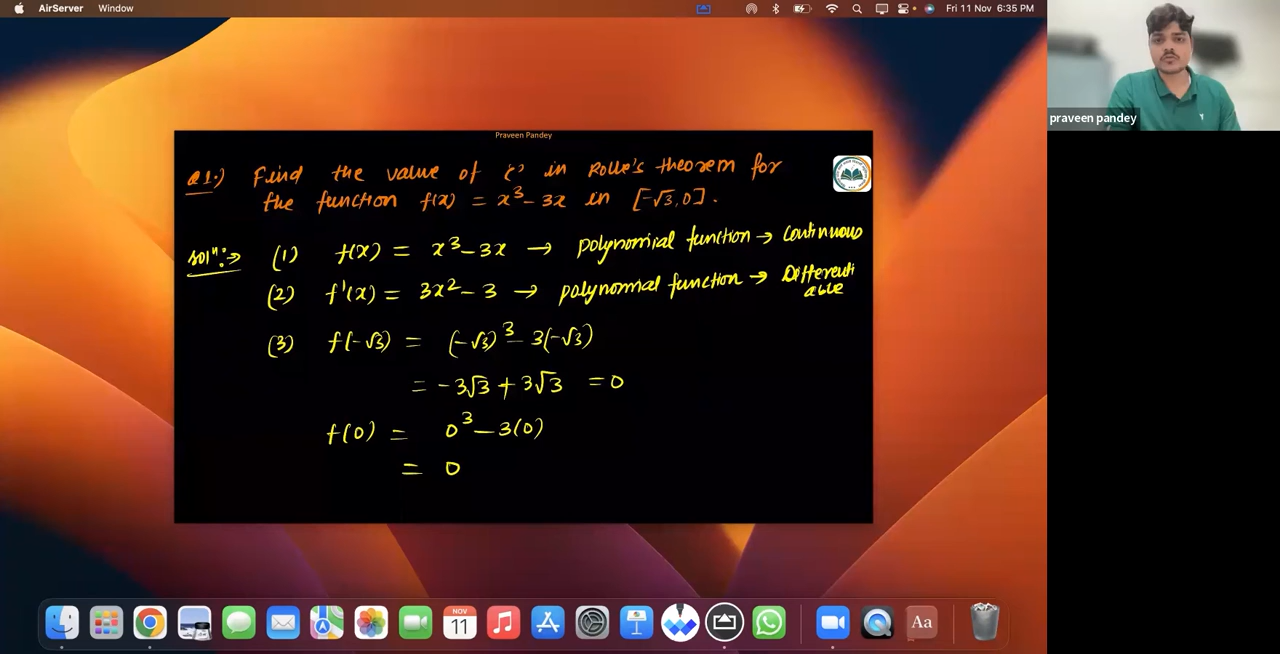 AirServer Window Fri 11 Nov 6:35 PM
praveen pandey
Praveen Pandey
Q1.) Find the value of 'c' in Rolle's theorem for
the function f(x) = x³ - 3x in [-√3, 0].
Solⁿ:→ (1) f(x) = x³ - 3x → polynomial function → Continuous
(2) f'(x) = 3x² - 3 → polynomial function → Differenti
able
(3) f(-√3) = (-√3)³ - 3(-√3)
= -3√3 + 3√3 = 0
f(0) = 0³ - 3(0)
= 0
NOV
11
Aa